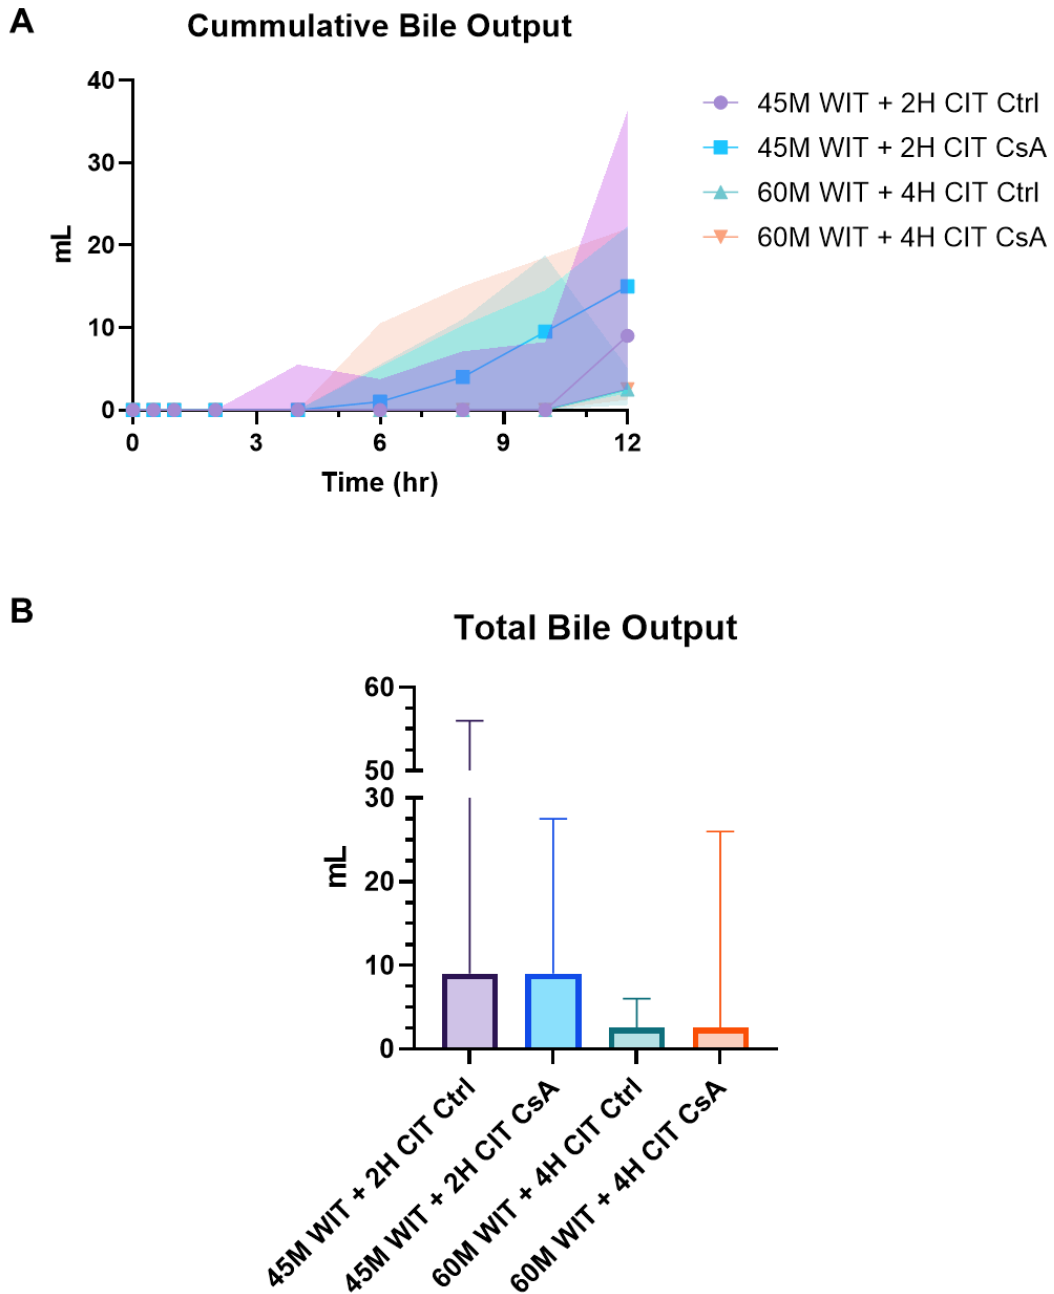 A
Cummulative Bile Output
40
30
20
10
0
mL
0 3 6 9 12
Time (hr)
45M WIT + 2H CIT Ctrl
45M WIT + 2H CIT CsA
60M WIT + 4H CIT Ctrl
60M WIT + 4H CIT CsA
B
Total Bile Output
60
50
30
20
10
0
mL
45M WIT + 2H CIT Ctrl
45M WIT + 2H CIT CsA
60M WIT + 4H CIT Ctrl
60M WIT + 4H CIT CsA